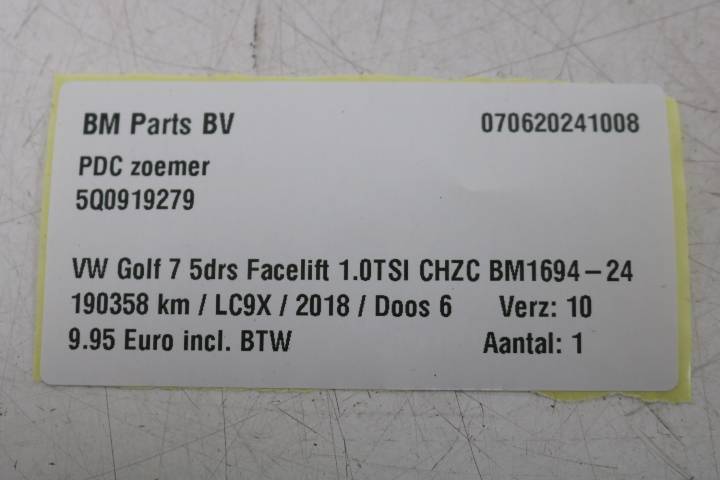 BM Parts BV 070620241008
PDC zoemer
5Q0919279
VW Golf 7 5drs Facelift 1.0TSI CHZC BM1694-24
190358 km / LC9X / 2018 / Doos 6 Verz: 10
9.95 Euro incl. BTW Aantal: 1